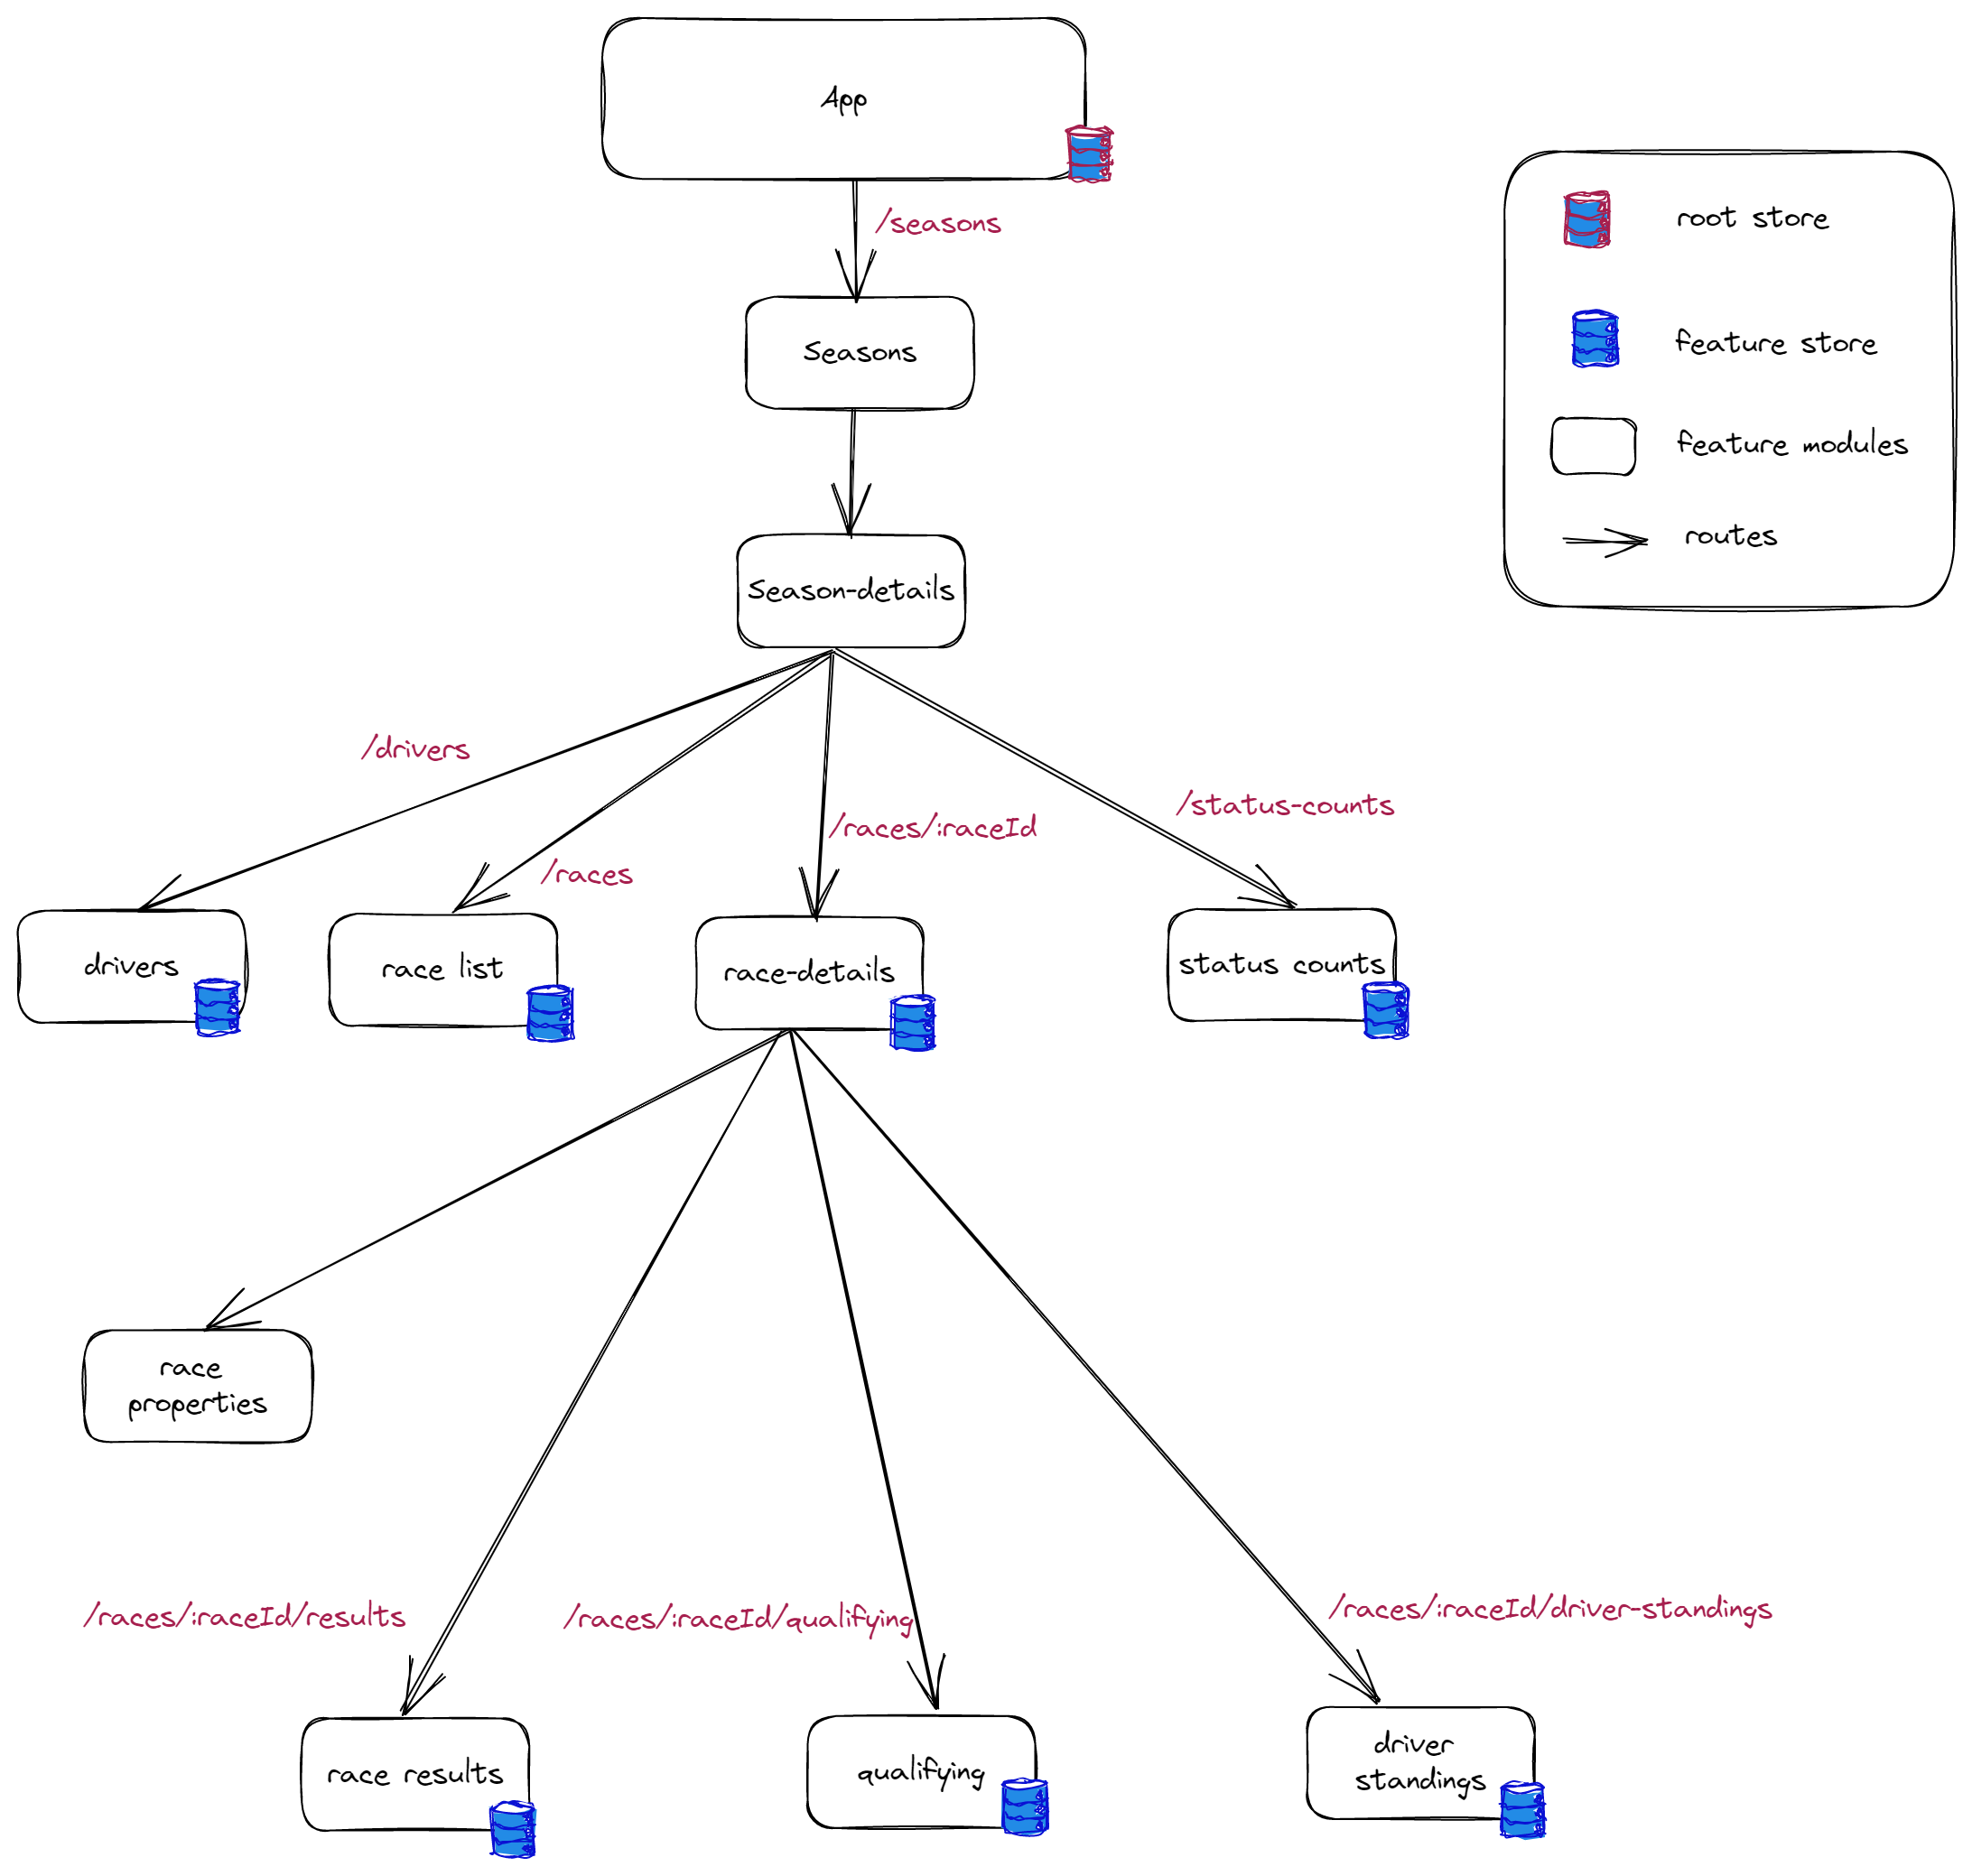 App
/seasons
root store
feature store
Seasons
feature modules
routes
Season-details
/drivers
/races
/races/:raceId
/status-counts
drivers
race list
race-details
status counts
race
properties
/races/:raceId/results
/races/:raceId/qualifying
/races/:raceId/driver-standings
race results
qualifying
driver
standings